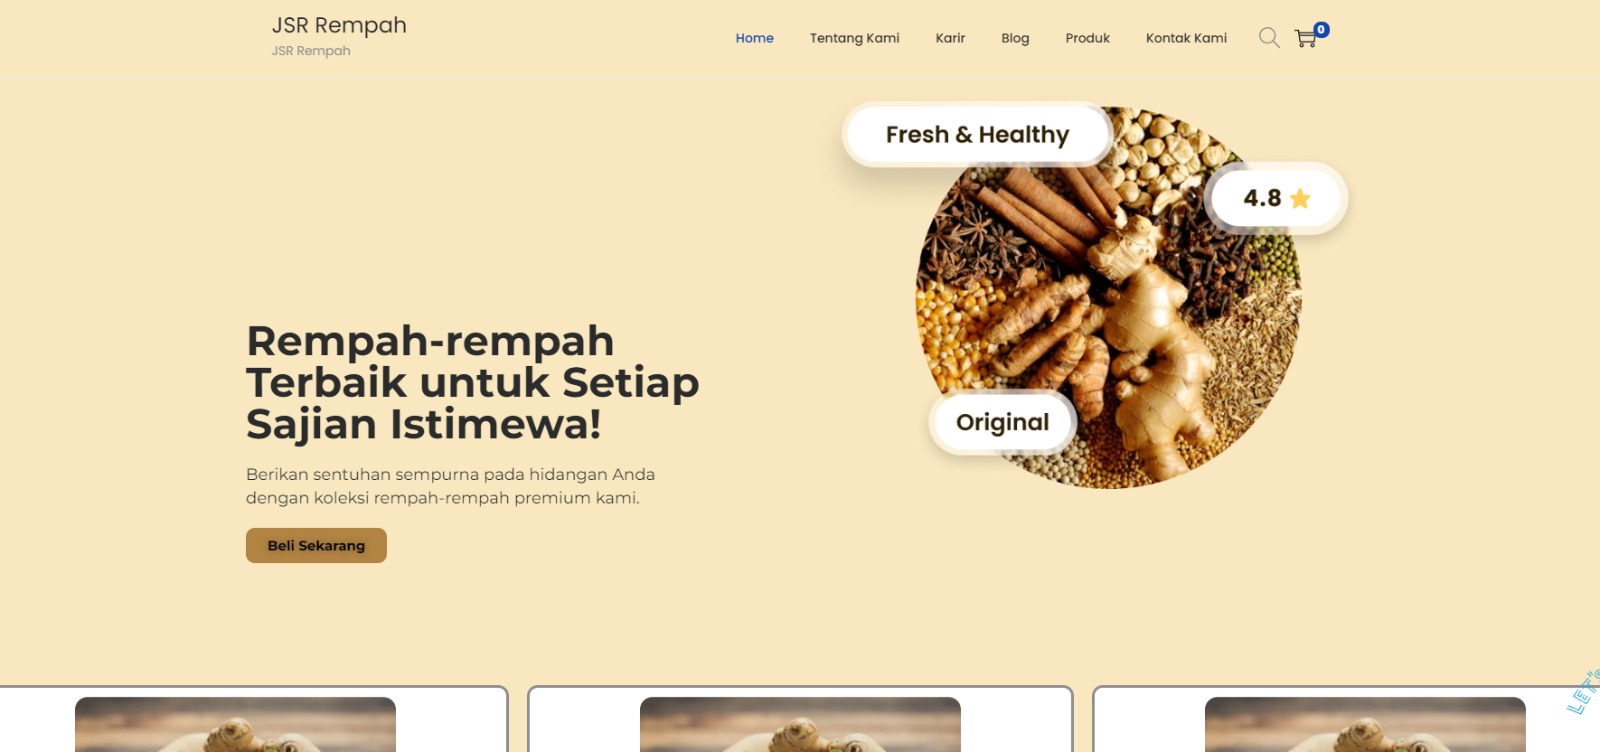 JSR Rempah
JSR Rempah
Home Tentang Kami Karir Blog Produk Kontak Kami 0
Fresh & Healthy
4.8
Original
Rempah-rempah
Terbaik untuk Setiap
Sajian Istimewa!
Berikan sentuhan sempurna pada hidangan Anda
dengan koleksi rempah-rempah premium kami.
Beli Sekarang
LET'